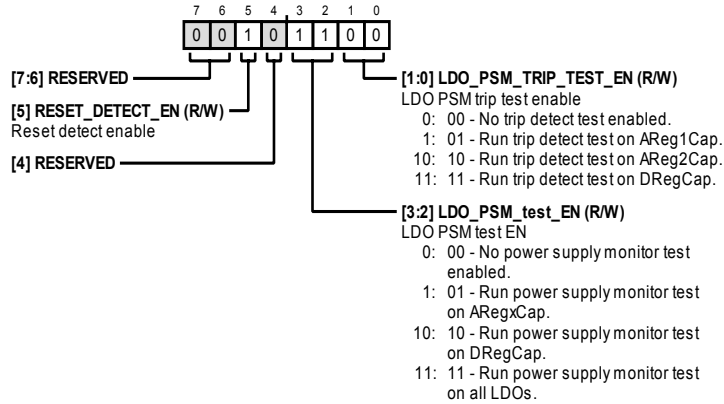 7 6 5 4 3 2 1 0
0 0 1 0 1 1 0 0
[7:6] RESERVED
[5] RESET_DETECT_EN (R/W)
Reset detect enable
[4] RESERVED
[1:0] LDO_PSM_TRIP_TEST_EN (R/W)
LDO PSM trip test enable
0: 00 - No trip detect test enabled.
1: 01 - Run trip detect test on AReg1Cap.
10: 10 - Run trip detect test on AReg2Cap.
11: 11 - Run trip detect test on DRegCap.
[3:2] LDO_PSM_test_EN (R/W)
LDO PSM test EN
0: 00 - No power supply monitor test
enabled.
1: 01 - Run power supply monitor test
on ARegxCap.
10: 10 - Run power supply monitor test
on DRegCap.
11: 11 - Run power supply monitor test
on all LDOs.